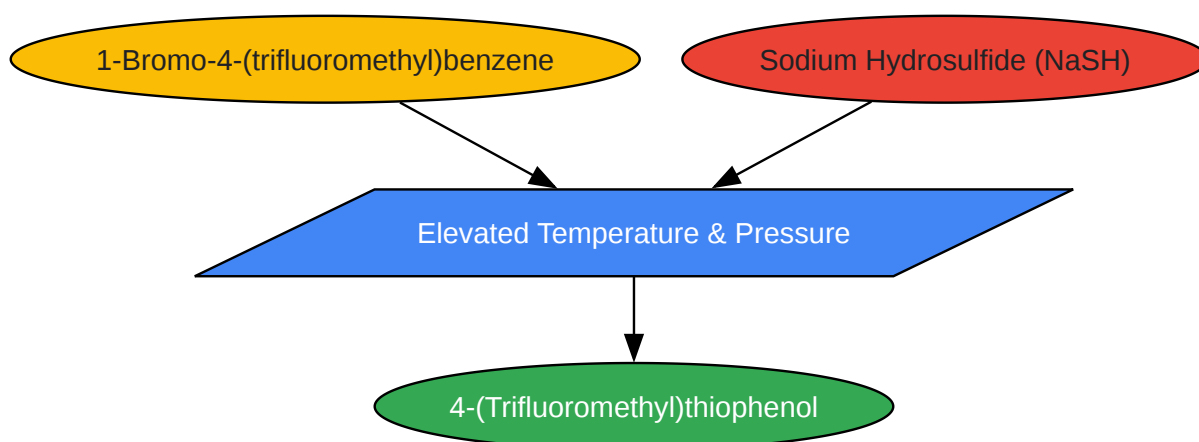 1-Bromo-4-(trifluoromethyl)benzene
Sodium Hydrosulfide (NaSH)
Elevated Temperature & Pressure
4-(Trifluoromethyl)thiophenol